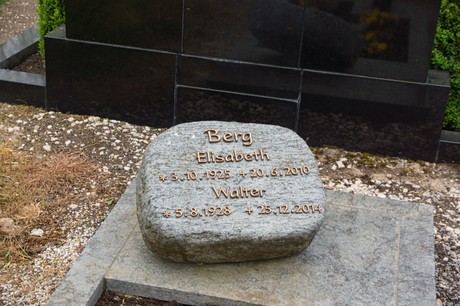 Berg
Elisabeth
* 3.10.1925 + 20.6.2010
Walter
* 5.8.1928 + 25.12.2014